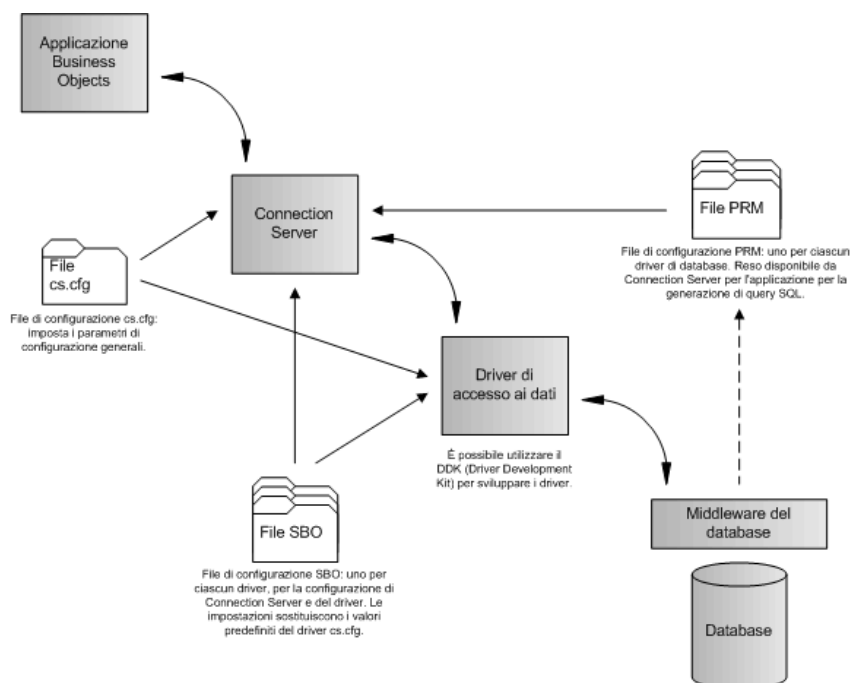 Applicazione
Business
Objects
Connection
Server
File PRM
File di configurazione PRM: uno per ciascun
driver di database. Reso disponibile da
Connection Server per l'applicazione per la
generazione di query SQL.
File
cs.cfg
File di configurazione cs.cfg:
imposta i parametri di
configurazione generali.
Driver di
accesso ai dati
È possibile utilizzare il
DDK (Driver Development
Kit) per sviluppare i driver.
File SBO
File di configurazione SBO: uno per
ciascun driver, per la configurazione di
Connection Server e del driver. Le
impostazioni sostituiscono i valori
predefiniti del driver cs.cfg.
Middleware del
database
Database